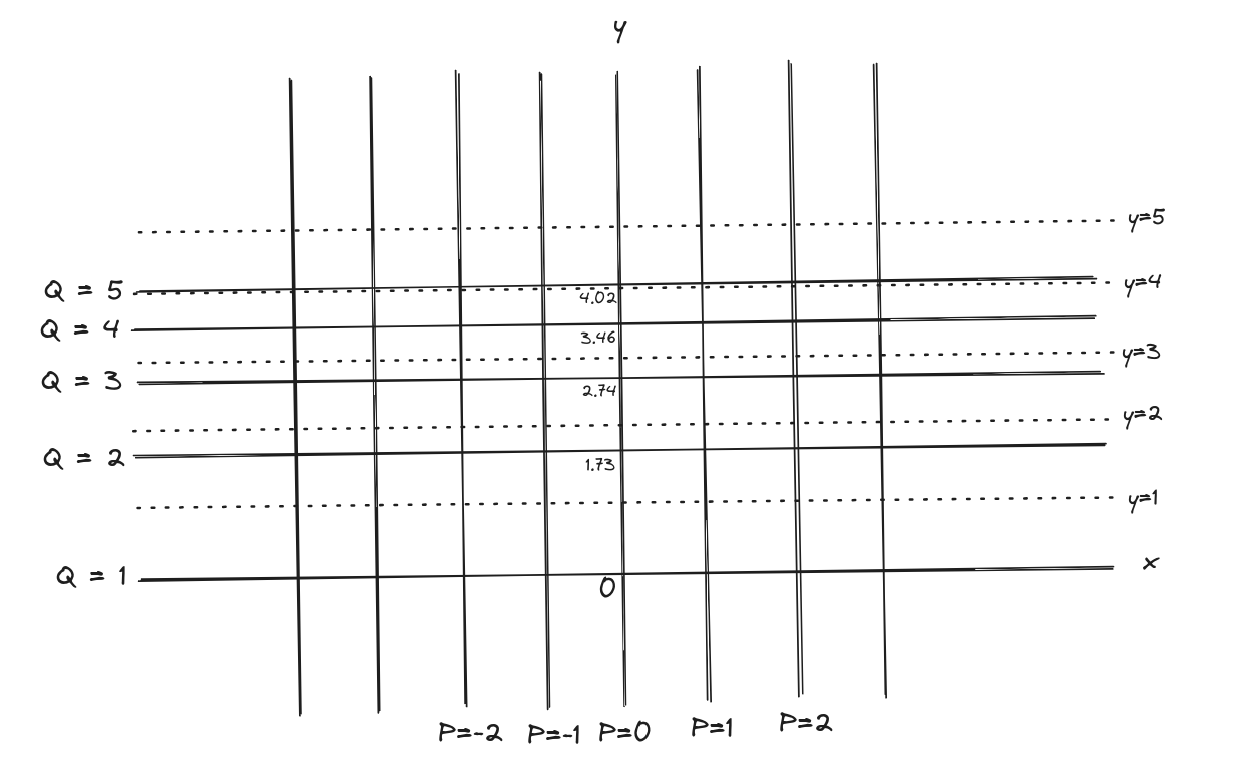 y
y=5
Q = 5
4.02
y=4
Q = 4
3.46
y=3
Q = 3
2.74
y=2
Q = 2
1.73
y=1
Q = 1
0
x
P=-2 P=-1 P=0 P=1 P=2